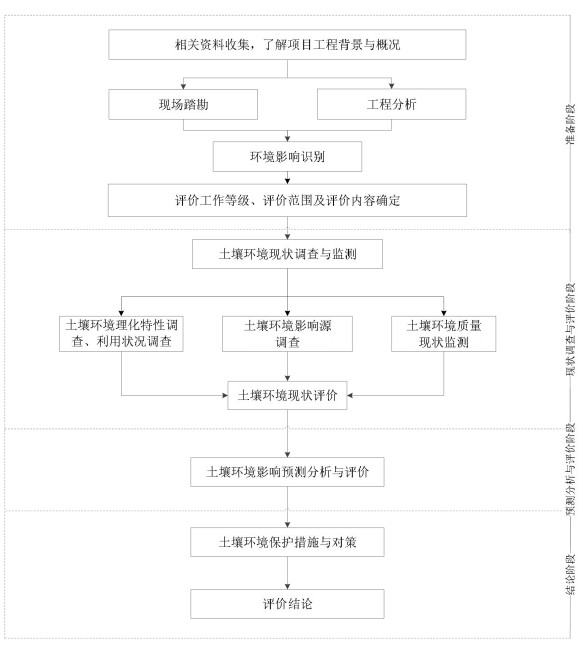 相关资料收集，了解项目工程背景与概况
现场踏勘
工程分析
环境影响识别
评价工作等级、评价范围及评价内容确定
准备阶段
土壤环境现状调查与监测
土壤环境理化特性调
查、利用状况调查
土壤环境影响源
调查
土壤环境质量
现状监测
土壤环境现状评价
现状调查与评价阶段
土壤环境影响预测分析与评价
预测分析与评价阶段
土壤环境保护措施与对策
评价结论
结论阶段